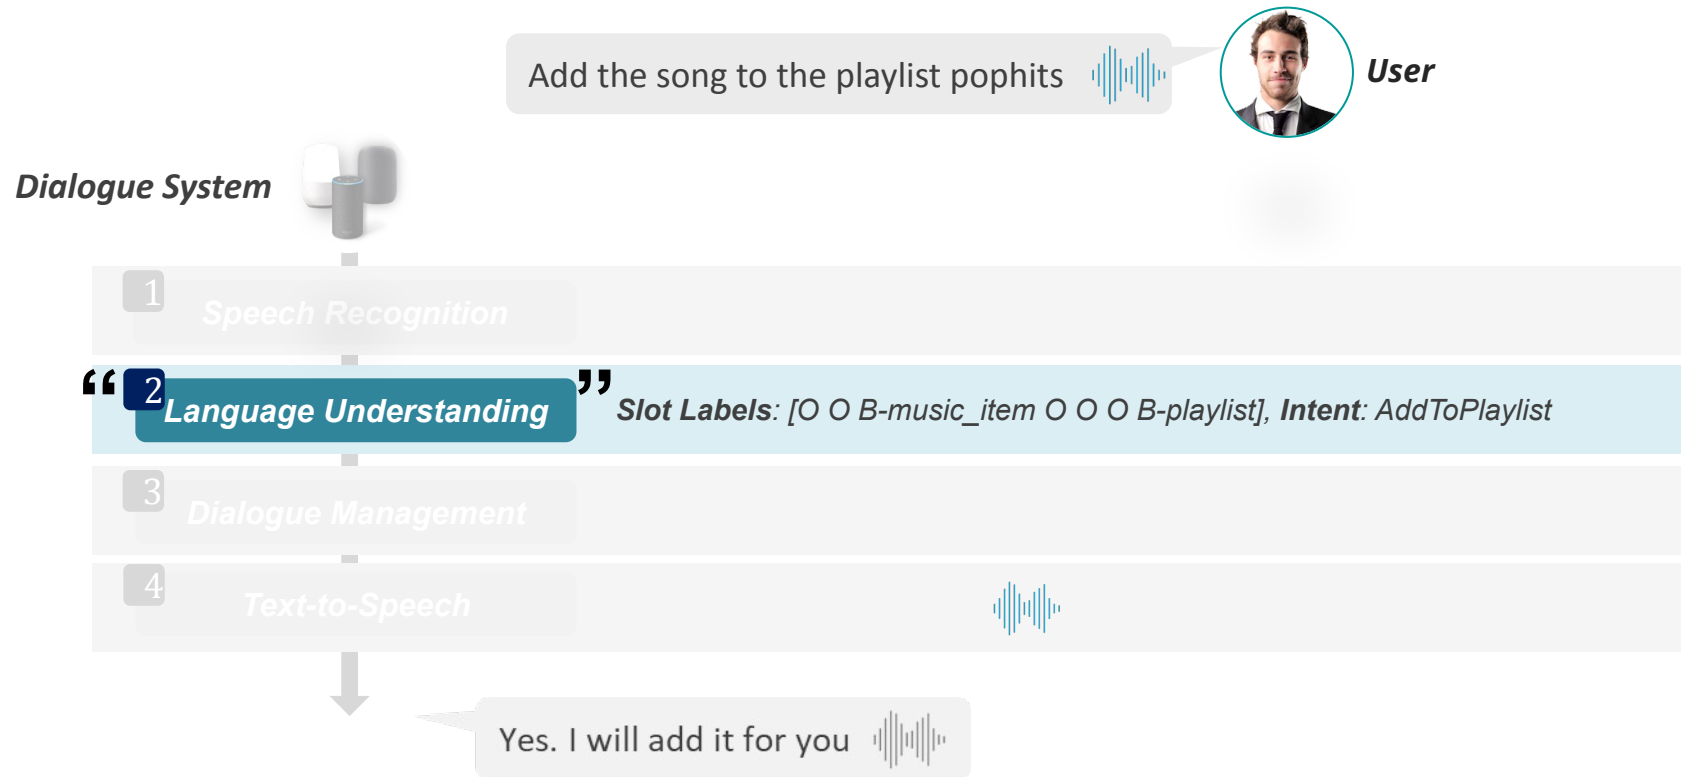 Add the song to the playlist pophits
User
Dialogue System
1
Speech Recognition
“ 2 Language Understanding ” Slot Labels: [O O B-music_item O O O B-playlist], Intent: AddToPlaylist
3
Dialogue Management
4
Text-to-Speech
Yes. I will add it for you